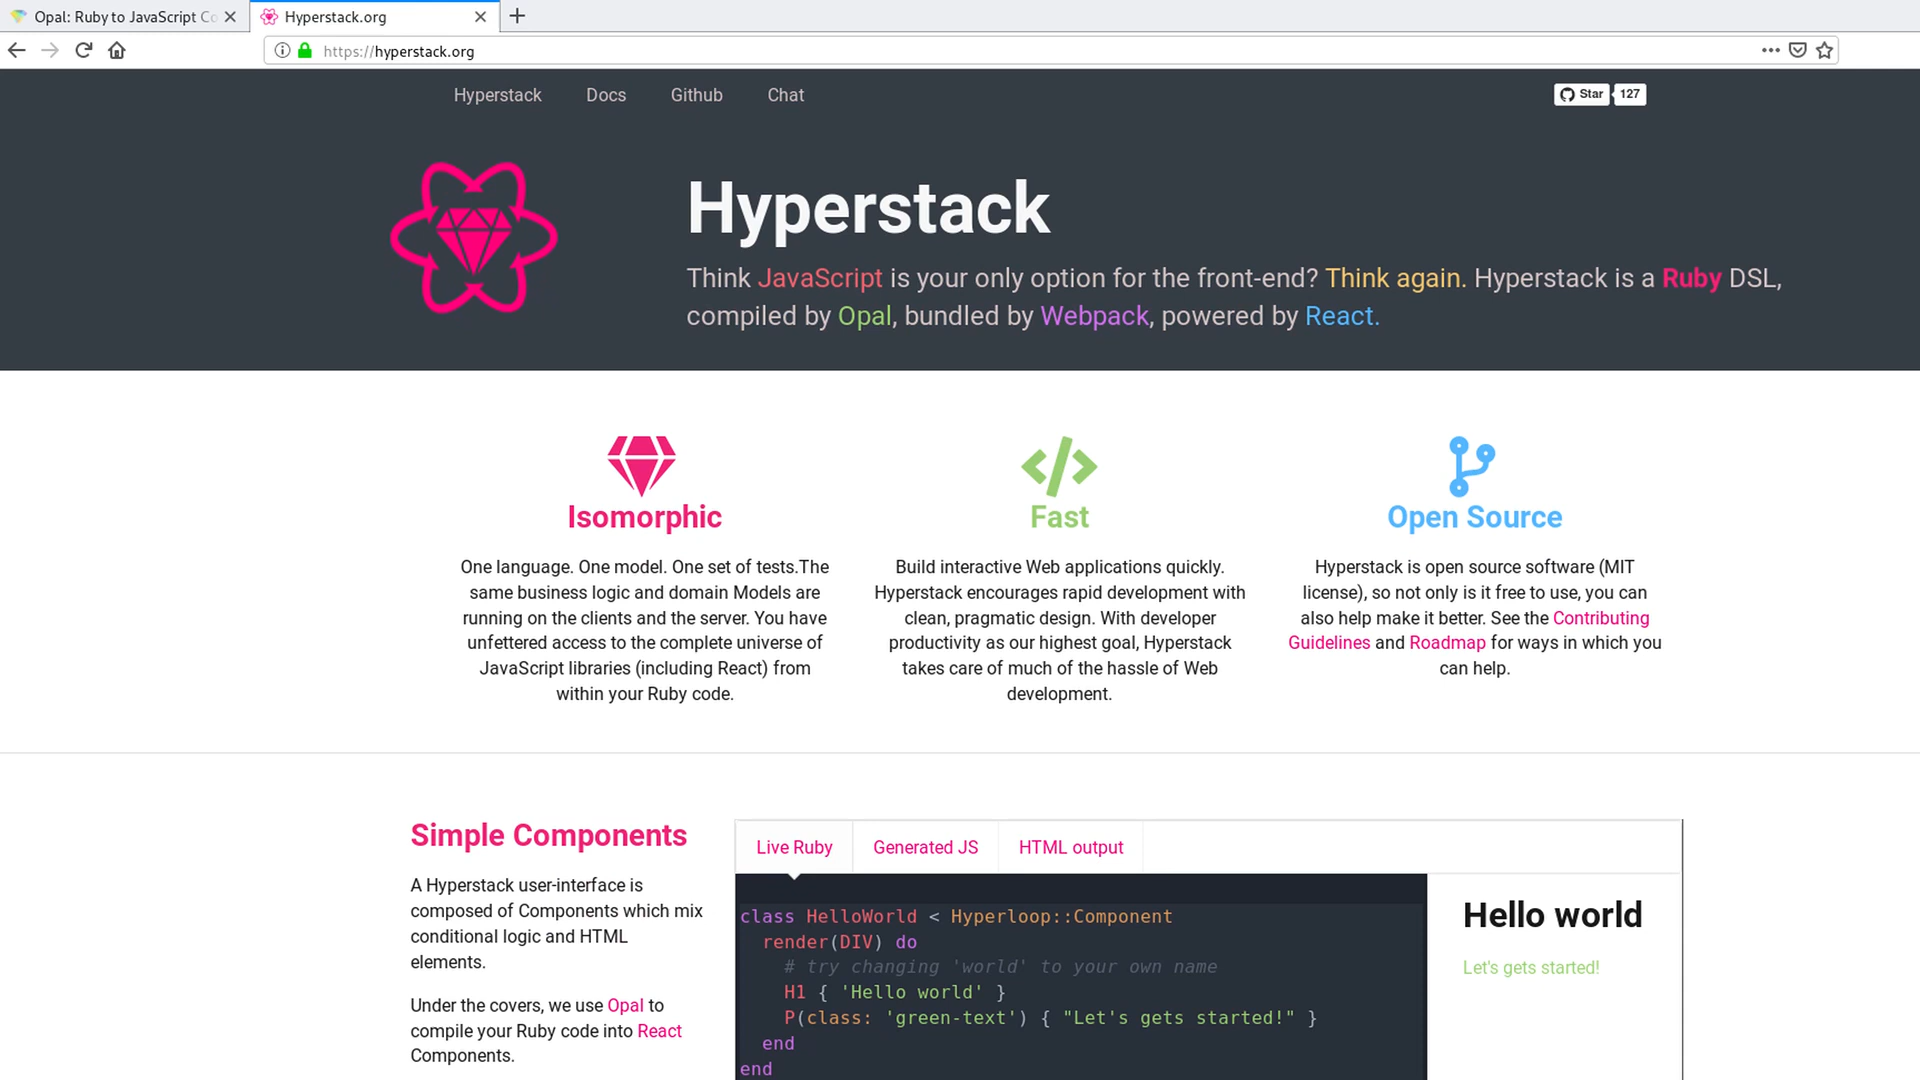 Opal: Ruby to JavaScript Co
Hyperstack.org
https://hyperstack.org
Hyperstack Docs Github Chat
Star 127
Hyperstack
Think JavaScript is your only option for the front-end? Think again. Hyperstack is a Ruby DSL,
compiled by Opal, bundled by Webpack, powered by React.
Isomorphic
One language. One model. One set of tests.The
same business logic and domain Models are
running on the clients and the server. You have
unfettered access to the complete universe of
JavaScript libraries (including React) from
within your Ruby code.
Fast
Build interactive Web applications quickly.
Hyperstack encourages rapid development with
clean, pragmatic design. With developer
productivity as our highest goal, Hyperstack
takes care of much of the hassle of Web
development.
Open Source
Hyperstack is open source software (MIT
license), so not only is it free to use, you can
also help make it better. See the Contributing
Guidelines and Roadmap for ways in which you
can help.
Simple Components
A Hyperstack user-interface is
composed of Components which mix
conditional logic and HTML
elements.
Under the covers, we use Opal to
compile your Ruby code into React
Components.
Live Ruby Generated JS HTML output
class HelloWorld < Hyperloop::Component
  render(DIV) do
    # try changing 'world' to your own name
    H1 { 'Hello world' }
    P(class: 'green-text') { "Let's gets started!" }
  end
end
Hello world
Let's gets started!